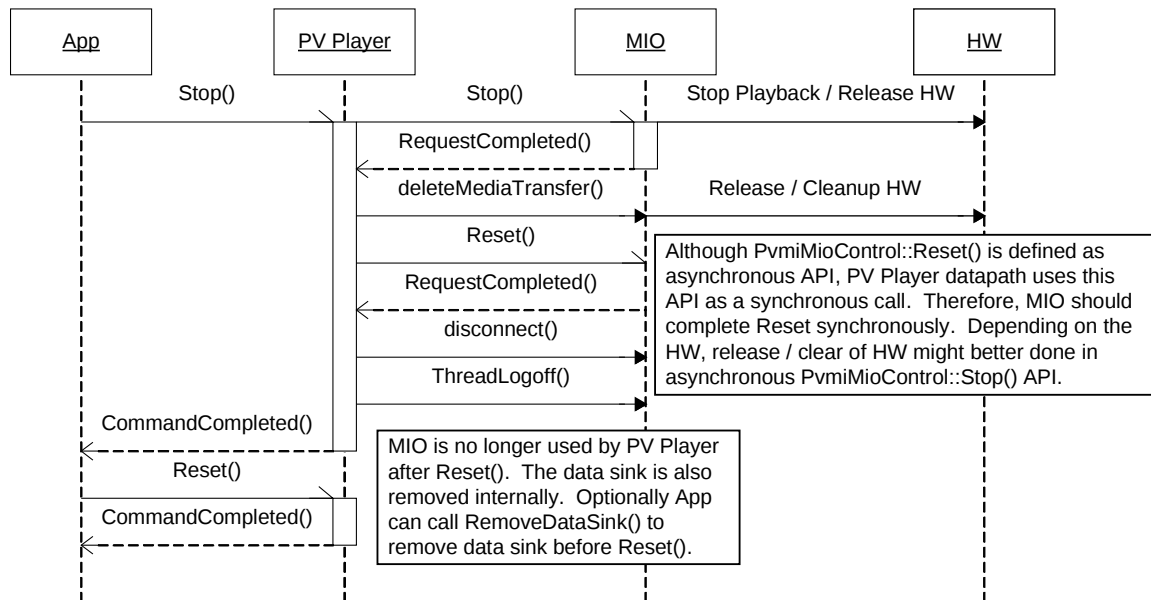 App
PV Player
MIO
HW
Stop()
Stop()
Stop Playback / Release HW
RequestCompleted()
deleteMediaTransfer()
Release / Cleanup HW
Reset()
Although PvmiMioControl::Reset() is defined as
asynchronous API, PV Player datapath uses this
API as a synchronous call.  Therefore, MIO should
complete Reset synchronously.  Depending on the
HW, release / clear of HW might better done in
asynchronous PvmiMioControl::Stop() API.
RequestCompleted()
disconnect()
ThreadLogoff()
CommandCompleted()
MIO is no longer used by PV Player
after Reset().  The data sink is also
removed internally.  Optionally App
can call RemoveDataSink() to
remove data sink before Reset().
Reset()
CommandCompleted()